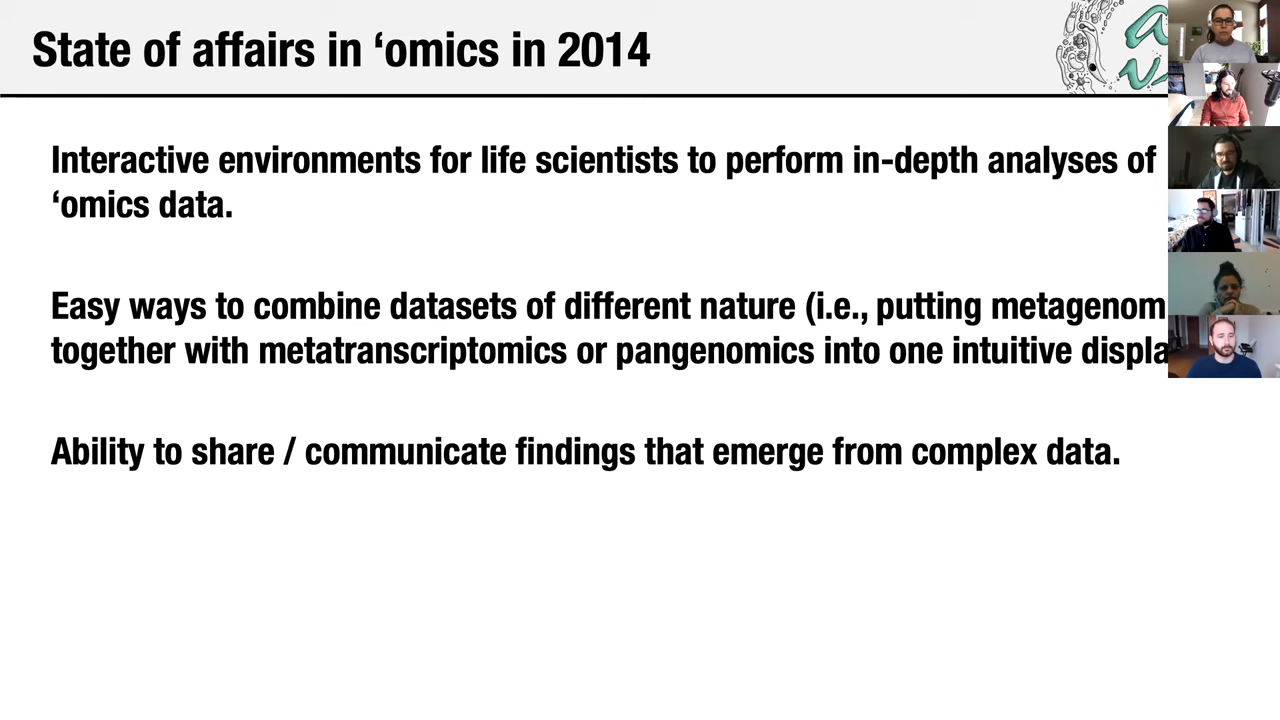 State of affairs in ‘omics in 2014
Interactive environments for life scientists to perform in-depth analyses of
‘omics data.
Easy ways to combine datasets of different nature (i.e., putting metagenom
together with metatranscriptomics or pangenomics into one intuitive displa
Ability to share / communicate findings that emerge from complex data.